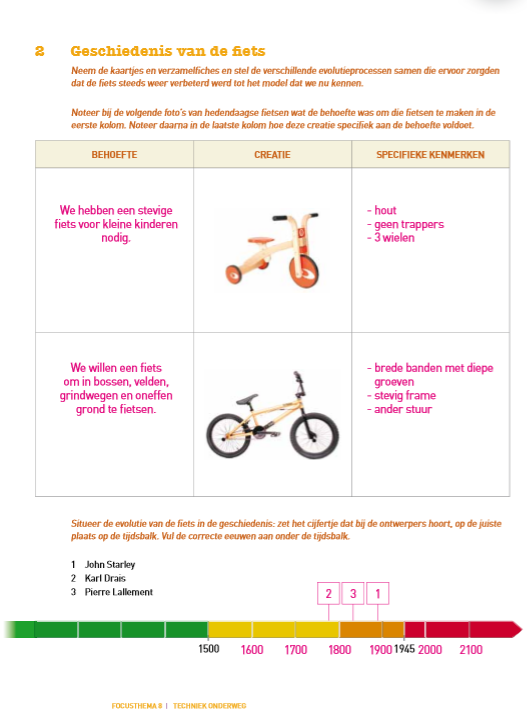 2 Geschiedenis van de fiets
Neem de kaartjes en verzamelfiches en stel de verschillende evolutieprocessen samen die ervoor zorgden
dat de fiets steeds weer verbeterd werd tot het model dat we nu kennen.
Noteer bij de volgende foto's van hedendaagse fietsen wat de behoefte was om die fietsen te maken in de
eerste kolom. Noteer daarna in de laatste kolom hoe deze creatie specifiek aan de behoefte voldoet.
BEHOEFTE CREATIE SPECIFIEKE KENMERKEN
We hebben een stevige
fiets voor kleine kinderen
nodig.
- hout
- geen trappers
- 3 wielen
We willen een fiets
om in bossen, velden,
grindwegen en oneffen
grond te fietsen.
- brede banden met diepe
groeven
- stevig frame
- ander stuur
Situeer de evolutie van de fiets in de geschiedenis: zet het cijfertje dat bij de ontwerpers hoort, op de juiste
plaats op de tijdsbalk. Vul de correcte eeuwen aan onder de tijdsbalk.
1 John Starley
2 Karl Drais
3 Pierre Lallement
2 3 1
1500 1600 1700 1800 1900 1945 2000 2100
FOCUSTHEMA 8 | TECHNIEK ONDERWEG